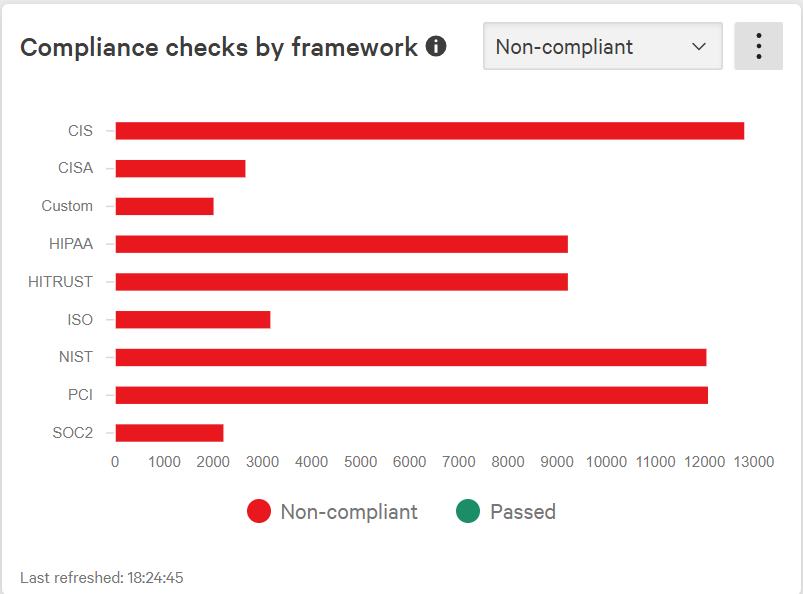 Compliance checks by framework
Non-compliant
CIS
CISA
Custom
HIPAA
HITRUST
ISO
NIST
PCI
SOC2
0 1000 2000 3000 4000 5000 6000 7000 8000 9000 10000 11000 12000 13000
Non-compliant Passed
Last refreshed: 18:24:45